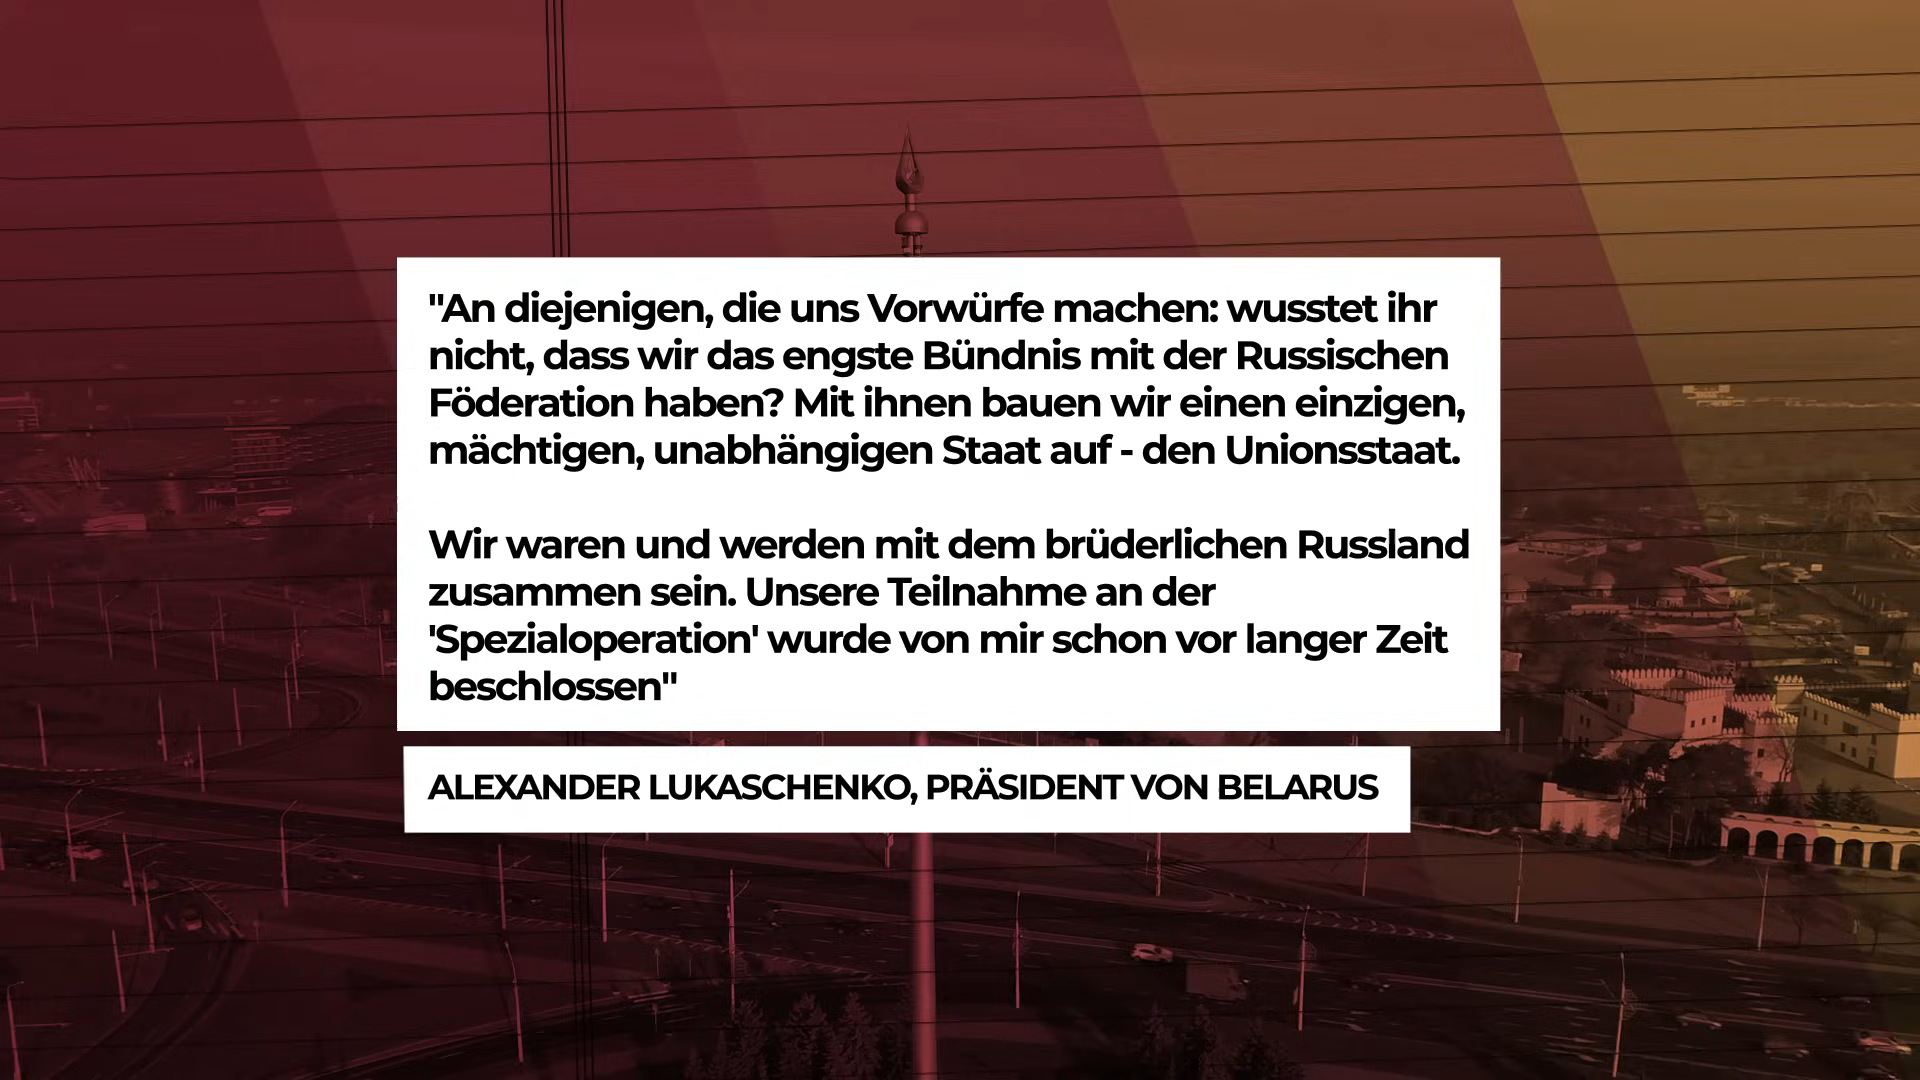 "An diejenigen, die uns Vorwürfe machen: wusstet ihr
nicht, dass wir das engste Bündnis mit der Russischen
Föderation haben? Mit ihnen bauen wir einen einzigen,
mächtigen, unabhängigen Staat auf - den Unionsstaat.
Wir waren und werden mit dem brüderlichen Russland
zusammen sein. Unsere Teilnahme an der
'Spezialoperation' wurde von mir schon vor langer Zeit
beschlossen"
ALEXANDER LUKASCHENKO, PRÄSIDENT VON BELARUS